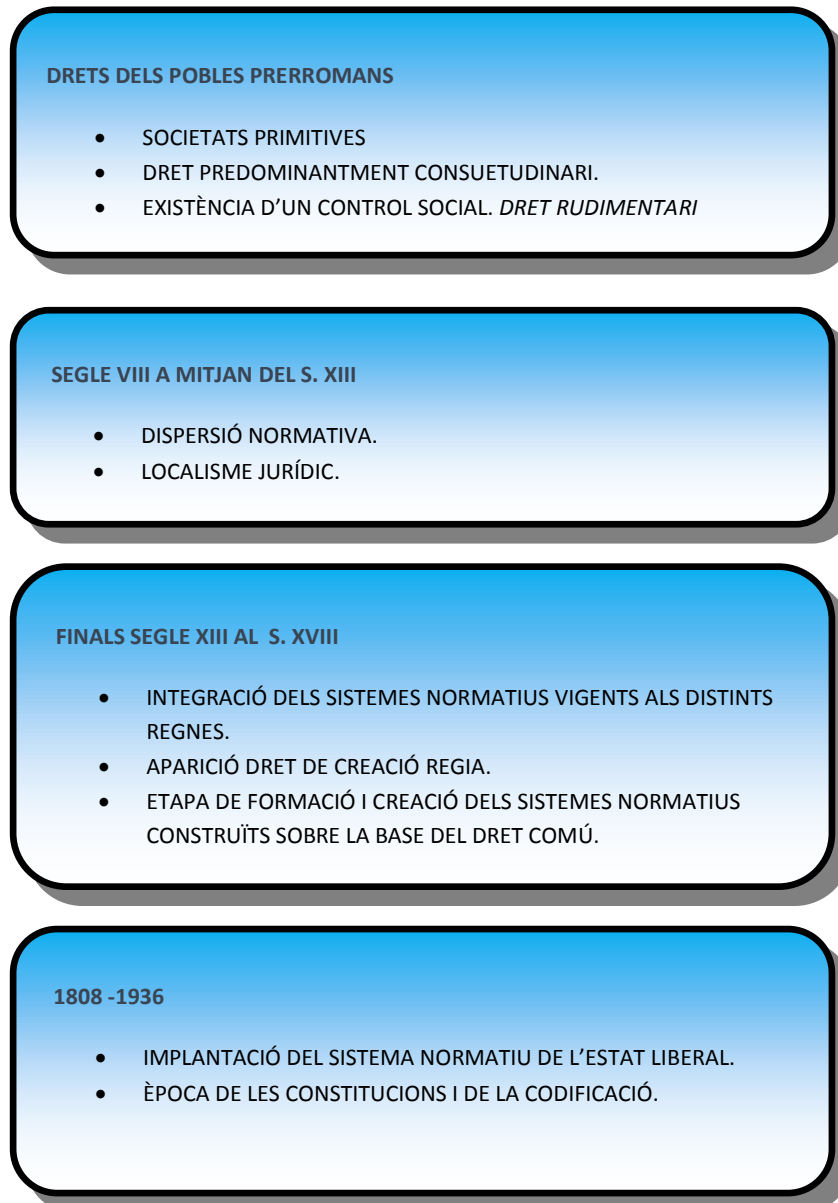 DRETS DELS POBLES PRERROMANS
• SOCIETATS PRIMITIVES
• DRET PREDOMINANTMENT CONSUETUDINARI.
• EXISTÈNCIA D’UN CONTROL SOCIAL. DRET RUDIMENTARI
SEGLE VIII A MITJAN DEL S. XIII
• DISPERSIÓ NORMATIVA.
• LOCALISME JURÍDIC.
FINALS SEGLE XIII AL S. XVIII
• INTEGRACIÓ DELS SISTEMES NORMATIUS VIGENTS ALS DISTINTS
REGNES.
• APARICIÓ DRET DE CREACIÓ REGIA.
• ETAPA DE FORMACIÓ I CREACIÓ DELS SISTEMES NORMATIUS
CONSTRUÏTS SOBRE LA BASE DEL DRET COMÚ.
1808 -1936
• IMPLANTACIÓ DEL SISTEMA NORMATIU DE L’ESTAT LIBERAL.
• ÈPOCA DE LES CONSTITUCIONS I DE LA CODIFICACIÓ.